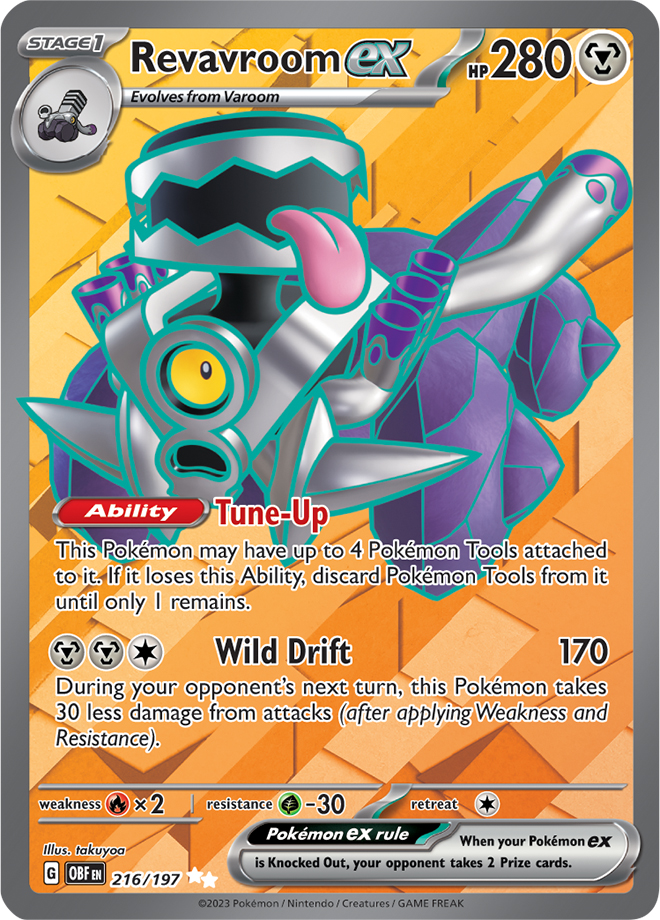 STAGE 1
Revavroom ex
HP 280
Evolves from Varoom
Ability Tune-Up
This Pokémon may have up to 4 Pokémon Tools attached
to it. If it loses this Ability, discard Pokémon Tools from it
until only 1 remains.
Wild Drift 170
During your opponent's next turn, this Pokémon takes
30 less damage from attacks (after applying Weakness and
Resistance).
weakness ×2 resistance -30 retreat
Illus. takuyoa
Pokémon ex rule When your Pokémon ex
is Knocked Out, your opponent takes 2 Prize cards.
G OBF EN 216/197
©2023 Pokémon / Nintendo / Creatures / GAME FREAK